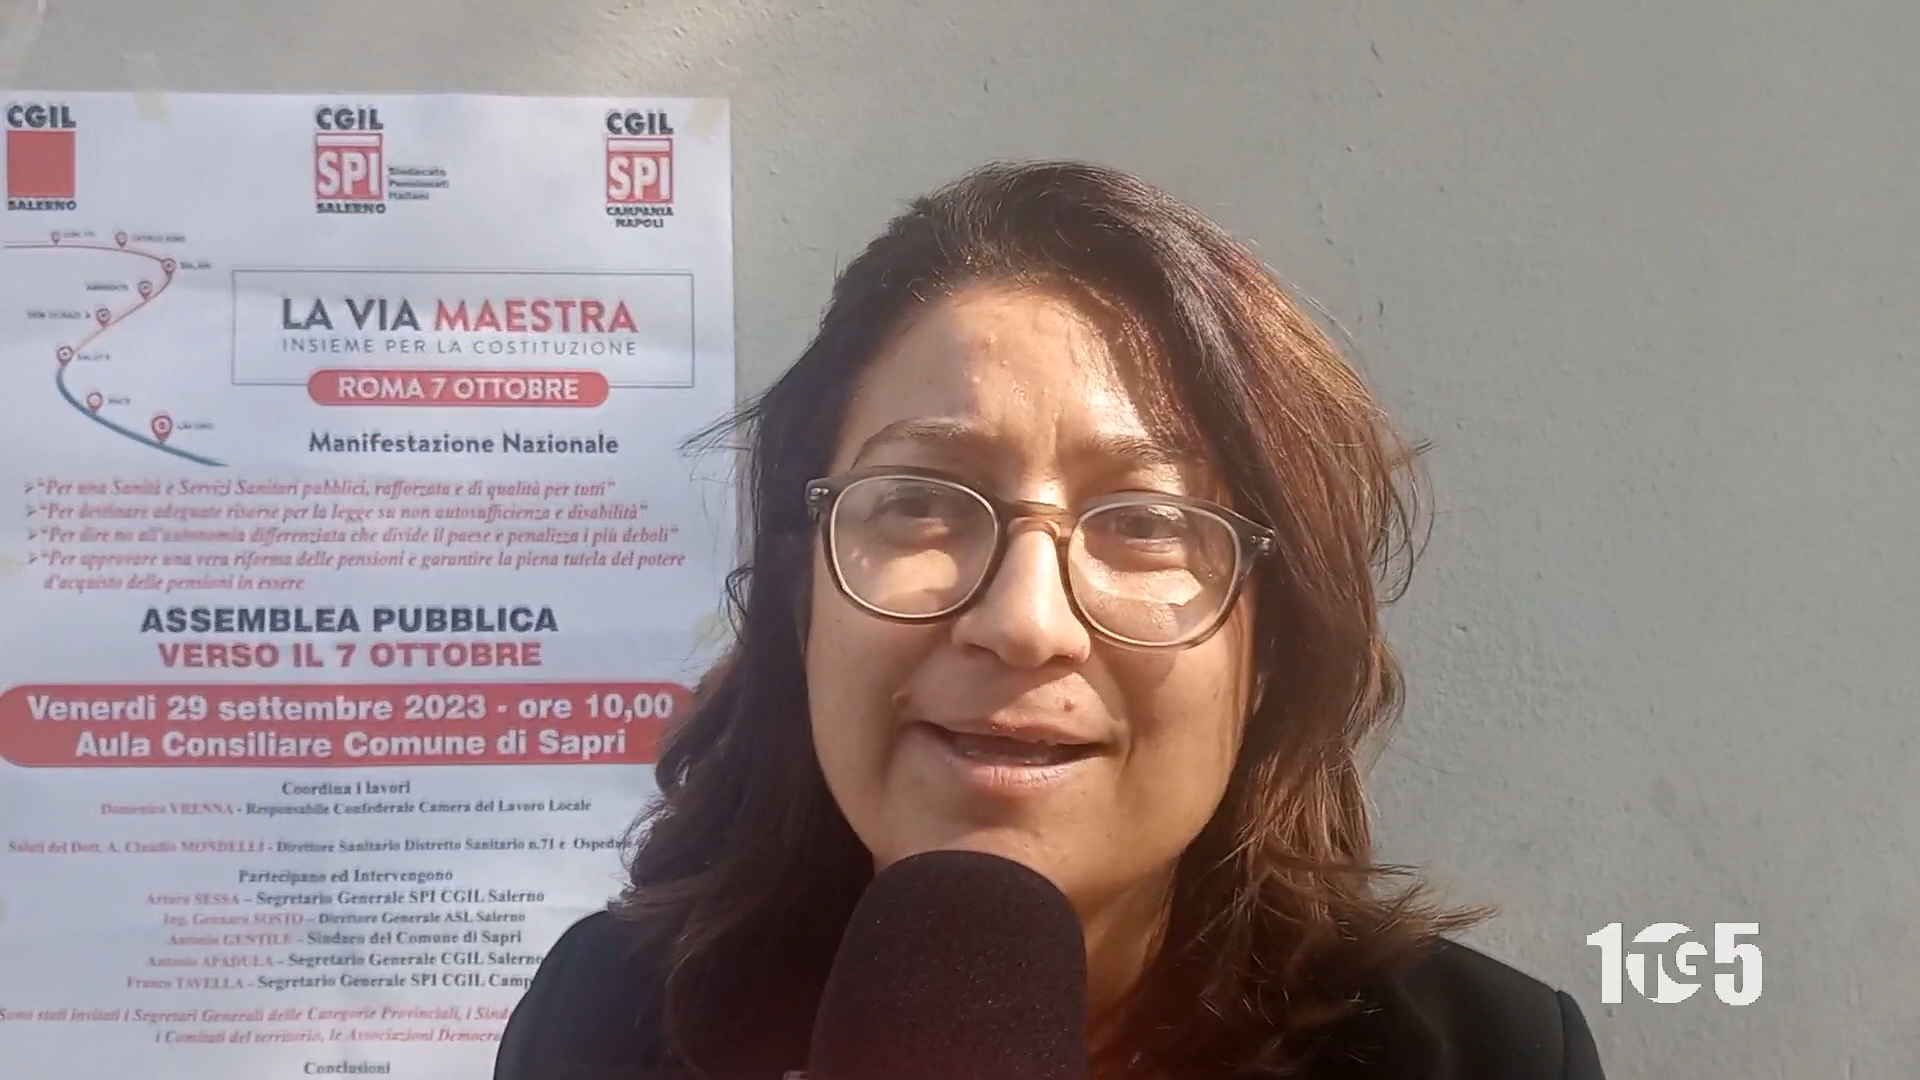 CGIL
SALERNO
CGIL
SPI
Sindacato
Pensionati
Italiani
SALERNO
CGIL
SPI
CAMPANIA
NAPOLI
LA VIA MAESTRA
INSIEME PER LA COSTITUZIONE
ROMA 7 OTTOBRE
Manifestazione Nazionale
SALUTE
PACE
LAVORO
➢ "Per una Sanità e Servizi Sanitari pubblici, rafforzata e di qualità per tutti"
➢ "Per destinare adeguate risorse per la legge su non autosufficienza e disabilità"
➢ "Per dire no all'autonomia differenziata che divide il paese e penalizza i più deboli"
➢ "Per approvare una vera riforma delle pensioni e garantire la piena tutela del potere
d'acquisto delle pensioni in essere
ASSEMBLEA PUBBLICA
VERSO IL 7 OTTOBRE
Venerdi 29 settembre 2023 - ore 10,00
Aula Consiliare Comune di Sapri
Coordina i lavori
Domenico VRENNA - Responsabile Confederale Camera del Lavoro Locale
Saluti del Dott. A. Claudio MONDELLI - Direttore Sanitario Distretto Sanitario n.71 e Osped
Partecipano ed Intervengono
Arturo SESSA – Segretario Generale SPI CGIL Salerno
Ing. Gennaro SOSTO – Direttore Generale ASL Salerno
Antonio GENTILE – Sindaco del Comune di Sapri
Antonio APADULA – Segretario Generale CGIL Salerno
Franco TAVELLA – Segretario Generale SPI CGIL Camp
Sono stati invitati i Segretari Generali delle Categorie Provinciali, i Sind
i Comitati del territorio, le Associazioni Democra
Conclusioni
1TG5